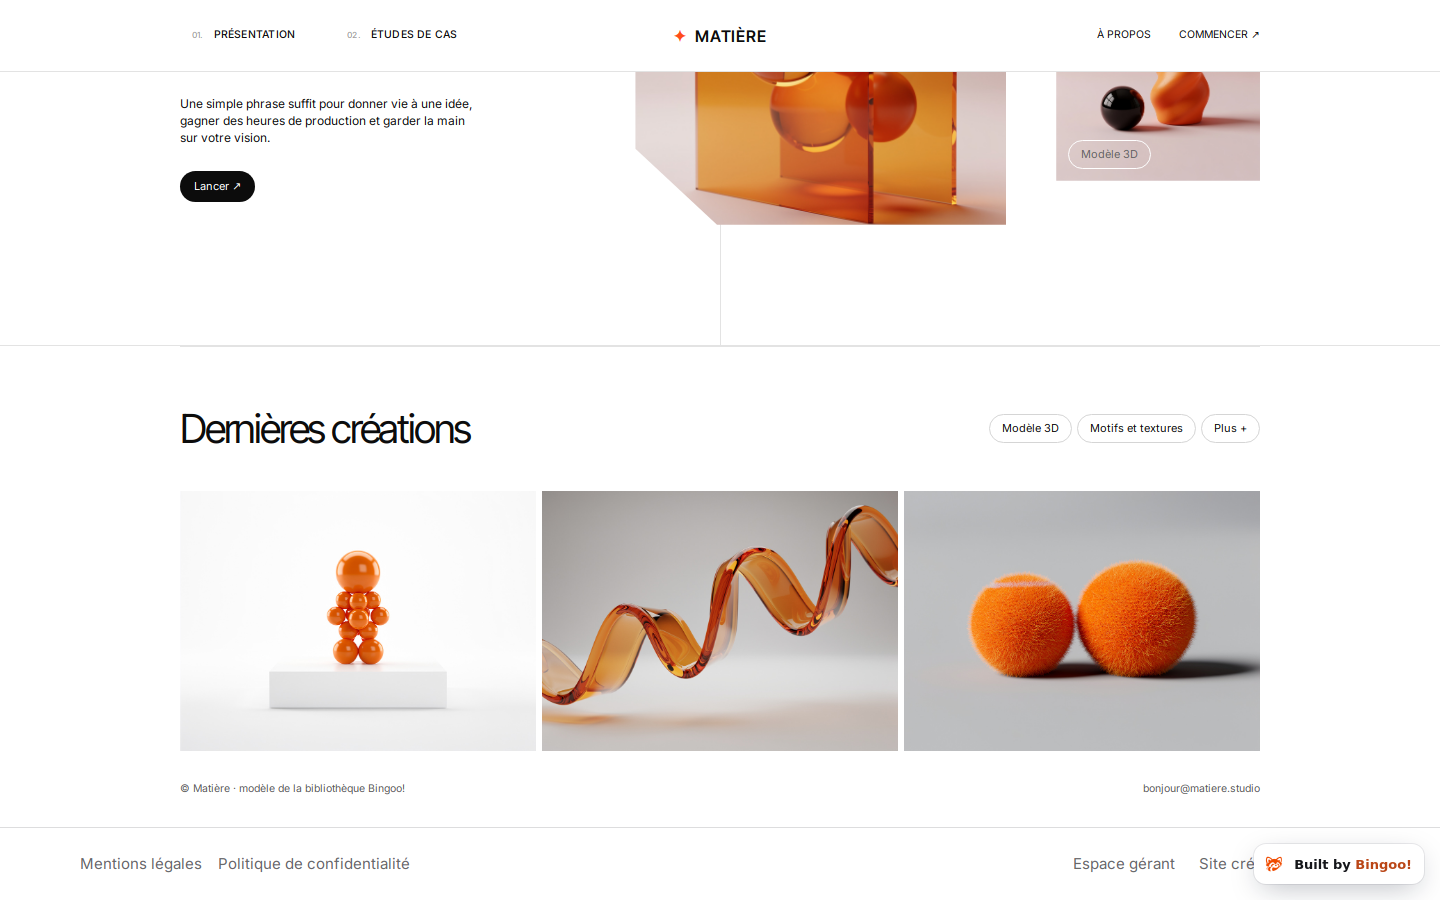 01. PRÉSENTATION
02. ÉTUDES DE CAS
✦ MATIÈRE
À PROPOS
COMMENCER ↗
Une simple phrase suffit pour donner vie à une idée,
gagner des heures de production et garder la main
sur votre vision.
Lancer ↗
Modèle 3D
Dernières créations
Modèle 3D
Motifs et textures
Plus +
© Matière · modèle de la bibliothèque Bingoo!
bonjour@matiere.studio
Mentions légales
Politique de confidentialité
Espace gérant
Site cré
Built by Bingoo!